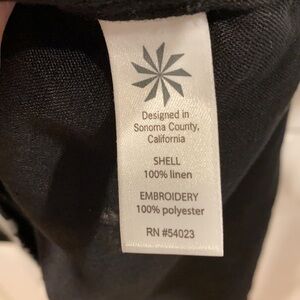 Designed in
Sonoma County,
California
SHELL
100% linen
EMBROIDERY
100% polyester
RN #54023